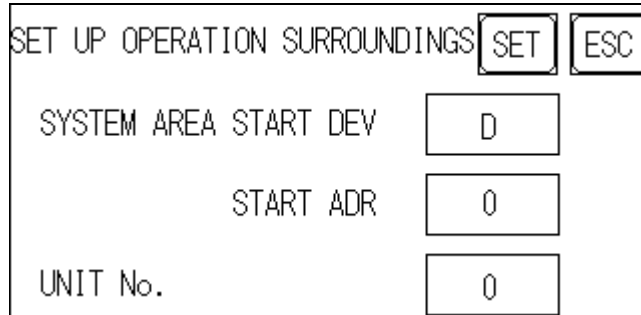 SET UP OPERATION SURROUNDINGS SET ESC
SYSTEM AREA START DEV D
START ADR 0
UNIT No. 0